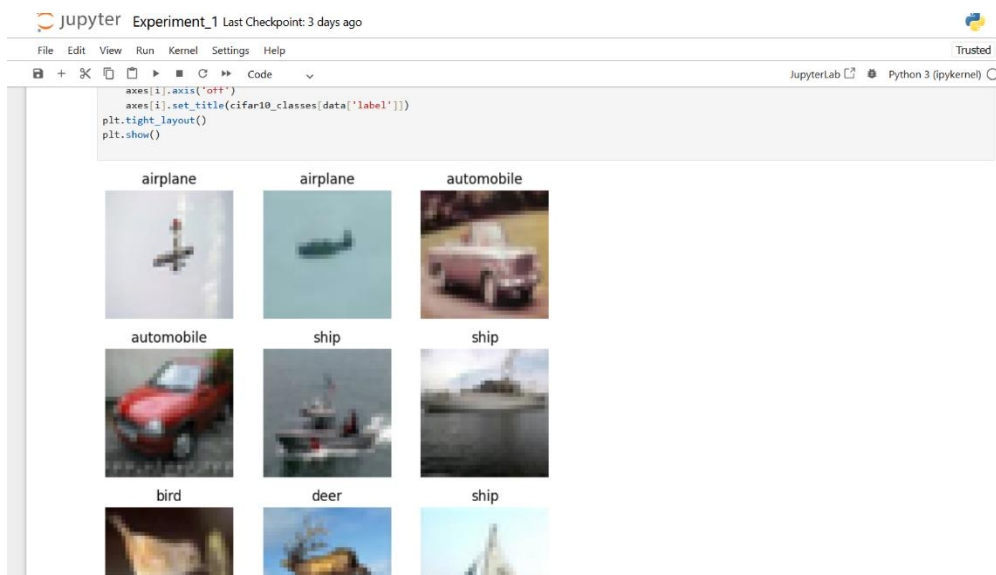 jupyter Experiment_1 Last Checkpoint: 3 days ago
File Edit View Run Kernel Settings Help Trusted
Code JupyterLab Python 3 (ipykernel)
axes[i].axis('off')
axes[i].set_title(cifar10_classes[data['label']])
plt.tight_layout()
plt.show()
airplane airplane automobile
automobile ship ship
bird deer ship